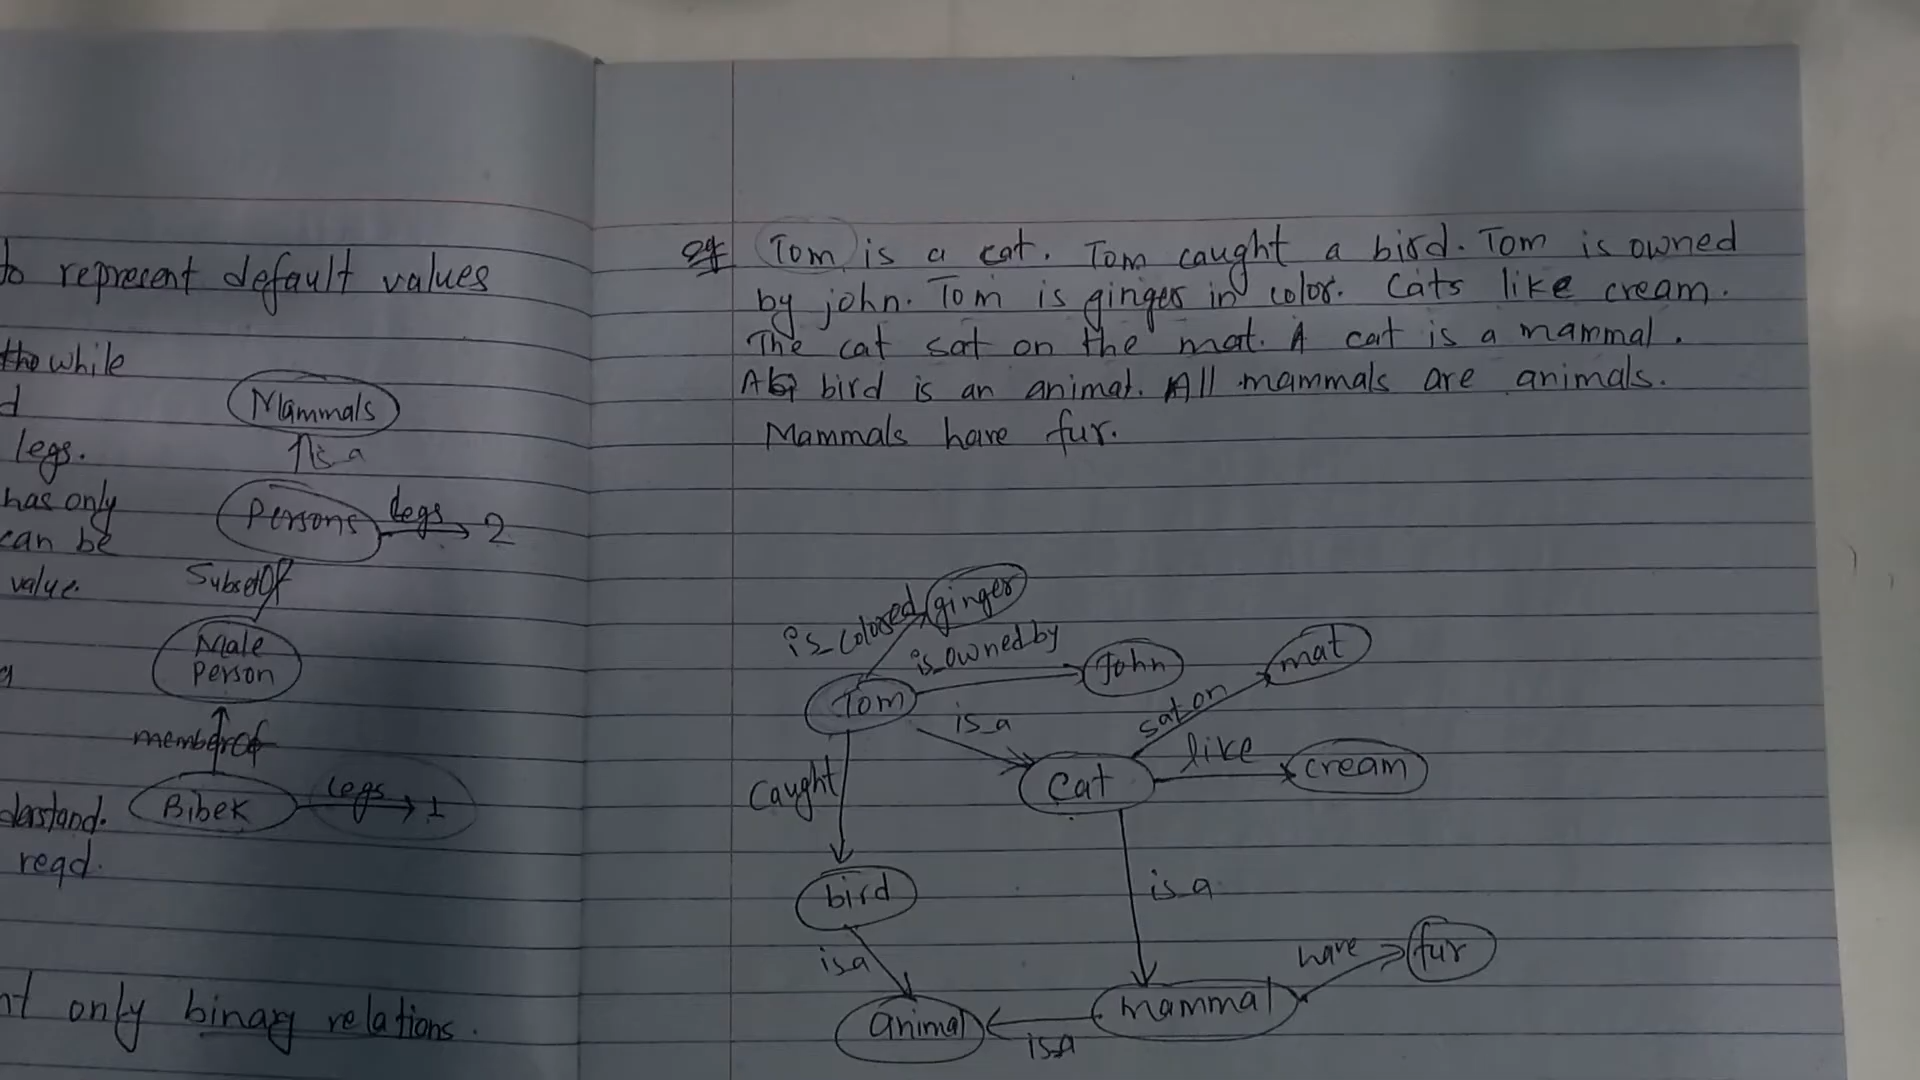 to represent default values
the while
d
legs.
has only
can be
value.
Mammals
is a
Persons legs 2
SubsetOf
Male
Person
memberOf
Bibek legs 1
derstand.
reqd.
nt only binary relations.
eg Tom is a cat. Tom caught a bird. Tom is owned
by john. Tom is ginger in color. Cats like cream.
The cat sat on the mat. A cat is a mammal.
A bird is an animal. All mammals are animals.
Mammals have fur.
is_colored ginger
is_owned by John
mat
Tom
is_a
sat on
like
Cat
cream
Caught
bird
is a
is a
have
fur
animal
is a
mammal